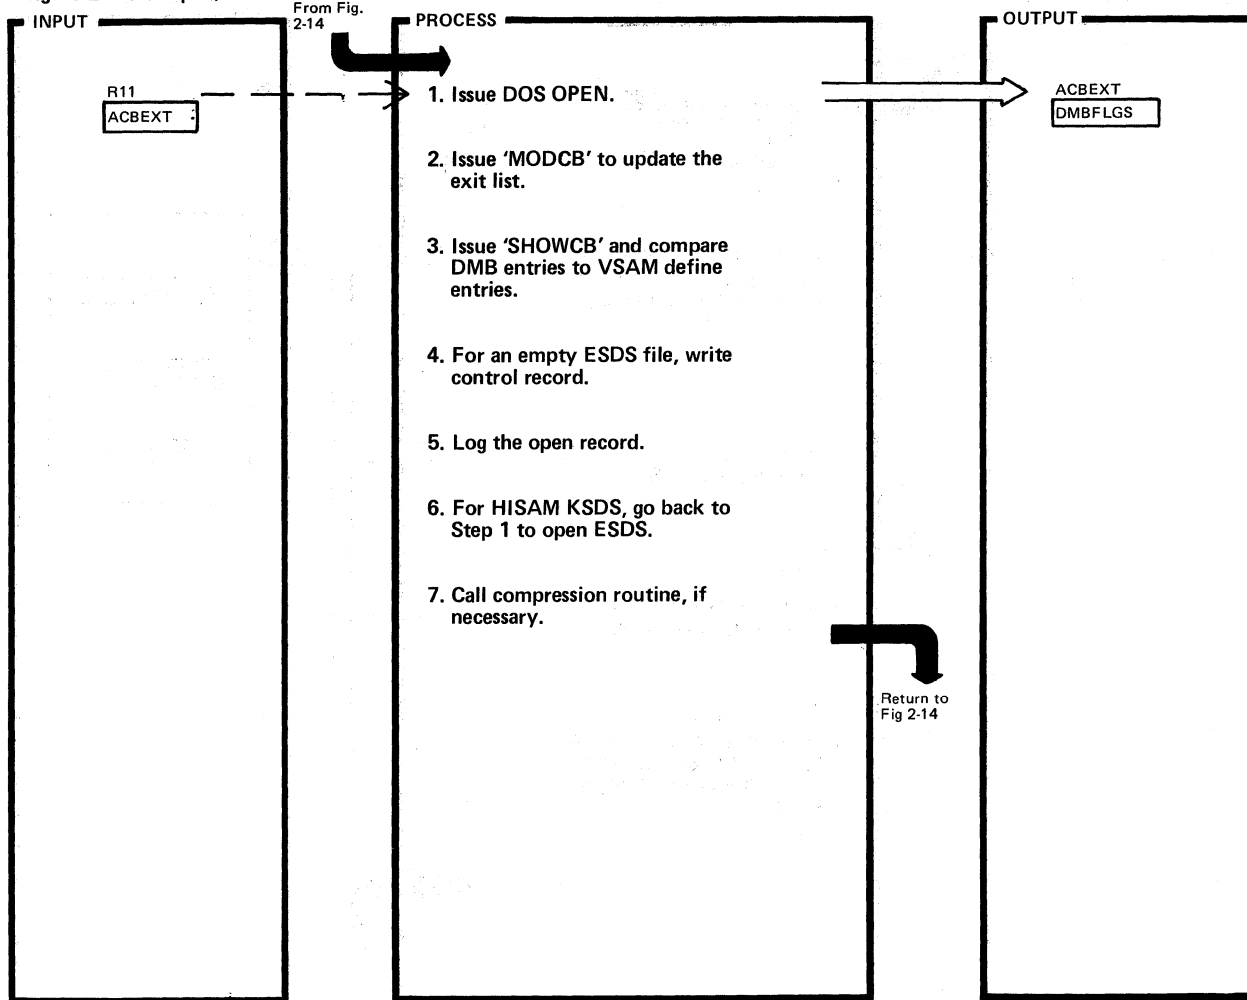 INPUT
From Fig.
2-14
PROCESS
OUTPUT
R11
ACBEXT
1. Issue DOS OPEN.
2. Issue ‘MODCB’ to update the
exit list.
3. Issue ‘SHOWCB’ and compare
DMB entries to VSAM define
entries.
4. For an empty ESDS file, write
control record.
5. Log the open record.
6. For HISAM KSDS, go back to
Step 1 to open ESDS.
7. Call compression routine, if
necessary.
ACBEXT
DMBFLGS
Return to
Fig 2-14